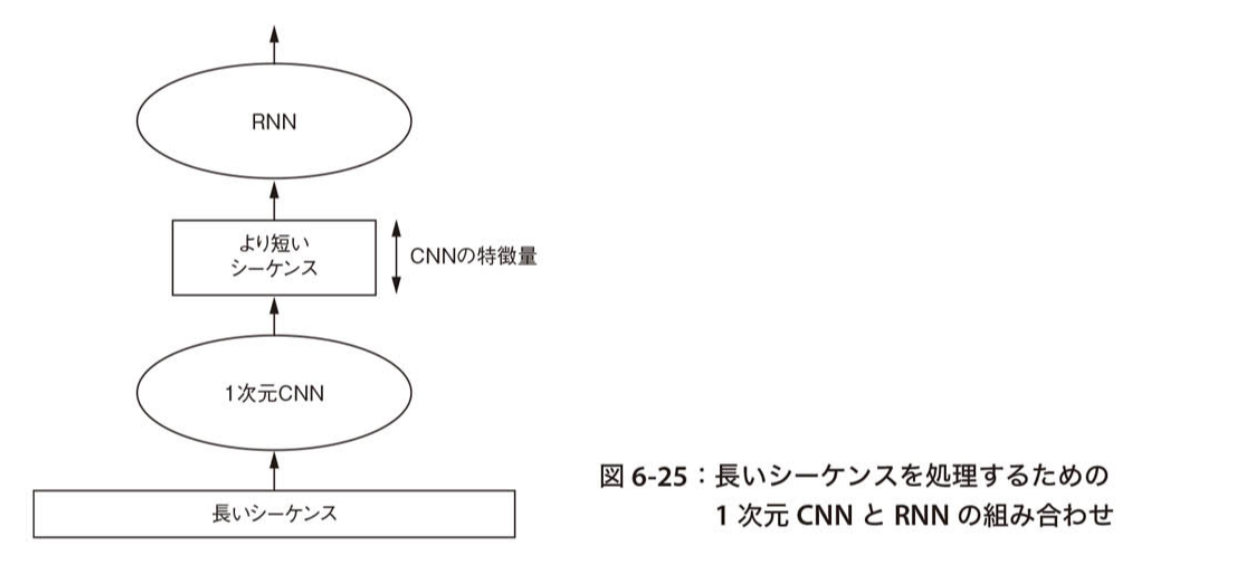 RNN
より短い
シーケンス
CNNの特徴量
1次元CNN
長いシーケンス
図 6-25：長いシーケンスを処理するための
1 次元 CNN と RNN の組み合わせ